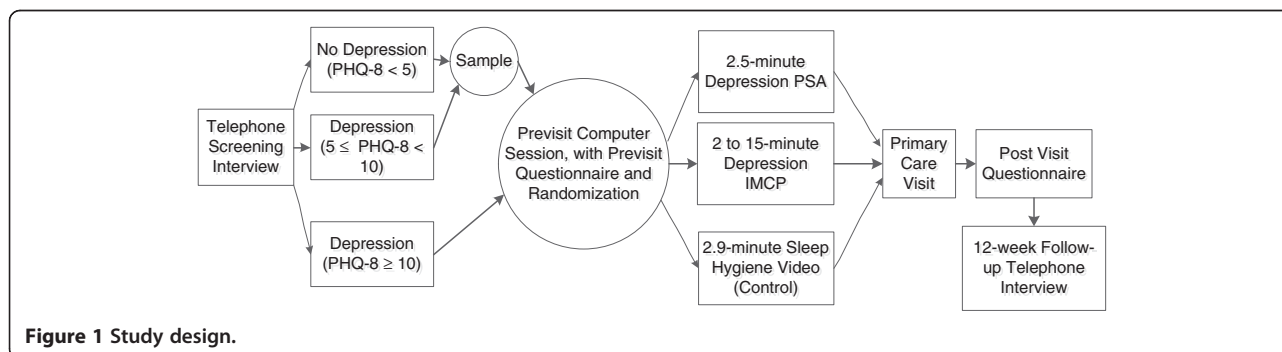 No Depression
(PHQ-8 < 5)
Sample
Telephone
Screening
Interview
Depression
(5 ≤ PHQ-8 <
10)
Depression
(PHQ-8 ≥ 10)
Previsit Computer
Session, with Previsit
Questionnaire and
Randomization
2.5-minute
Depression PSA
2 to 15-minute
Depression
IMCP
2.9-minute Sleep
Hygiene Video
(Control)
Primary
Care
Visit
Post Visit
Questionnaire
12-week Follow-
up Telephone
Interview
Figure 1 Study design.